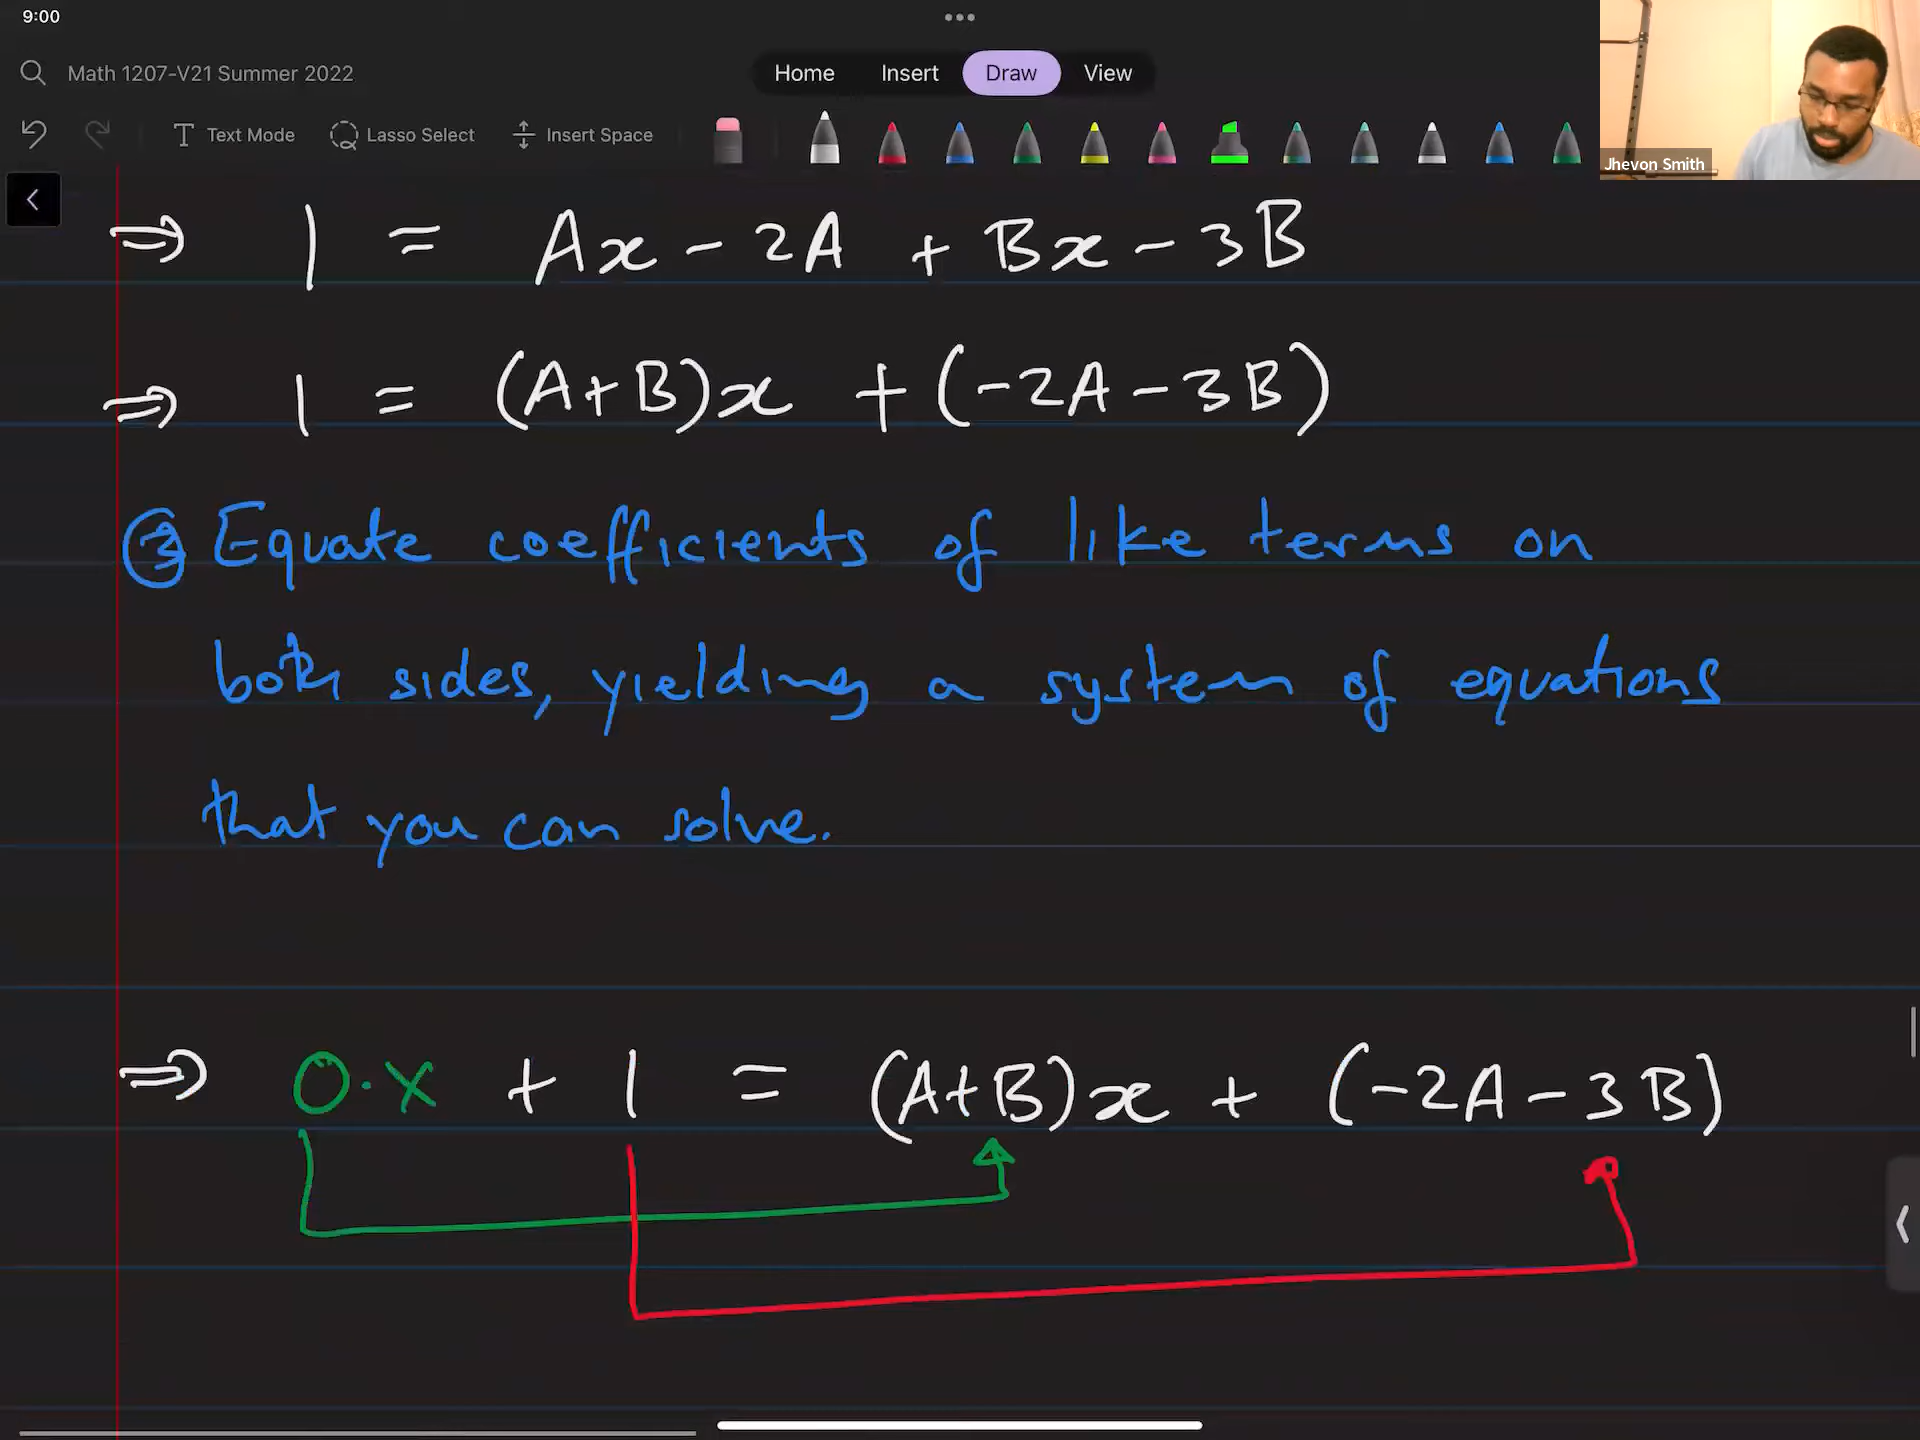 9:00
Math 1207-V21 Summer 2022
Home Insert Draw View
Text Mode Lasso Select Insert Space
Jhevon Smith
⇒ 1 = Ax - 2A + Bx - 3B
⇒ 1 = (A+B)x + (-2A - 3B)
③ Equate coefficients of like terms on
both sides, yielding a system of equations
that you can solve.
⇒ 0·x + 1 = (A+B)x + (-2A - 3B)